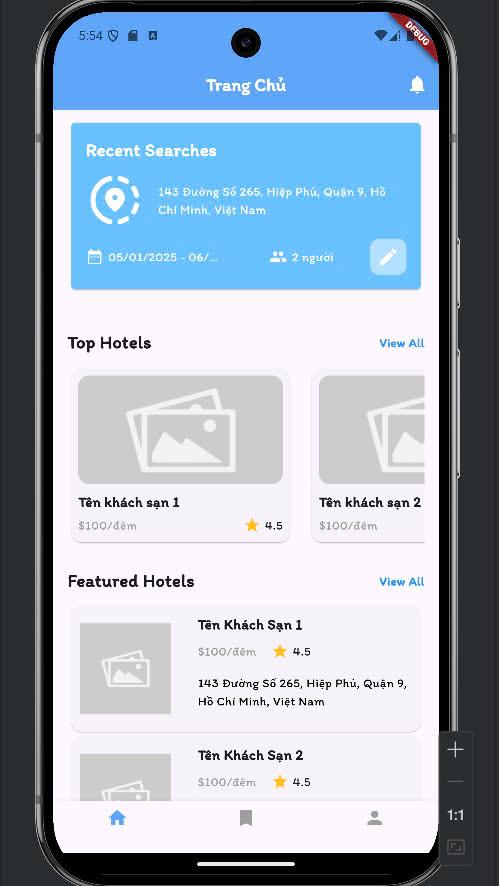 5:54
A
DEBUG
Trang Chủ
Recent Searches
143 Đường Số 265, Hiệp Phú, Quận 9, Hồ
Chí Minh, Việt Nam
05/01/2025 - 06/...
2 người
Top Hotels
View All
Tên khách sạn 1
$100/đêm
4.5
Tên khách sạn 2
$100/đêm
Featured Hotels
View All
Tên Khách Sạn 1
$100/đêm
4.5
143 Đường Số 265, Hiệp Phú, Quận 9,
Hồ Chí Minh, Việt Nam
Tên Khách Sạn 2
$100/đêm
4.5
1:1